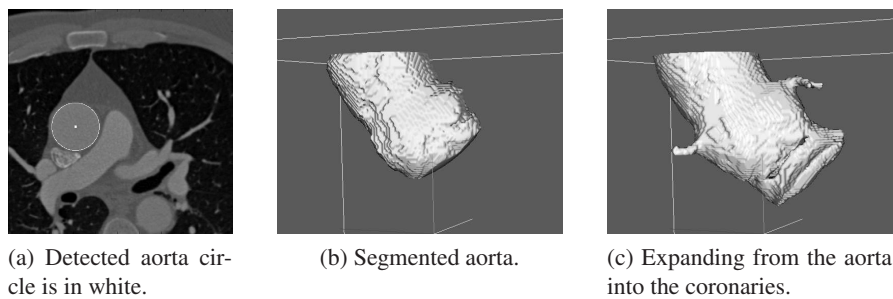 (a) Detected aorta cir-
cle is in white.
(b) Segmented aorta.
(c) Expanding from the aorta
into the coronaries.